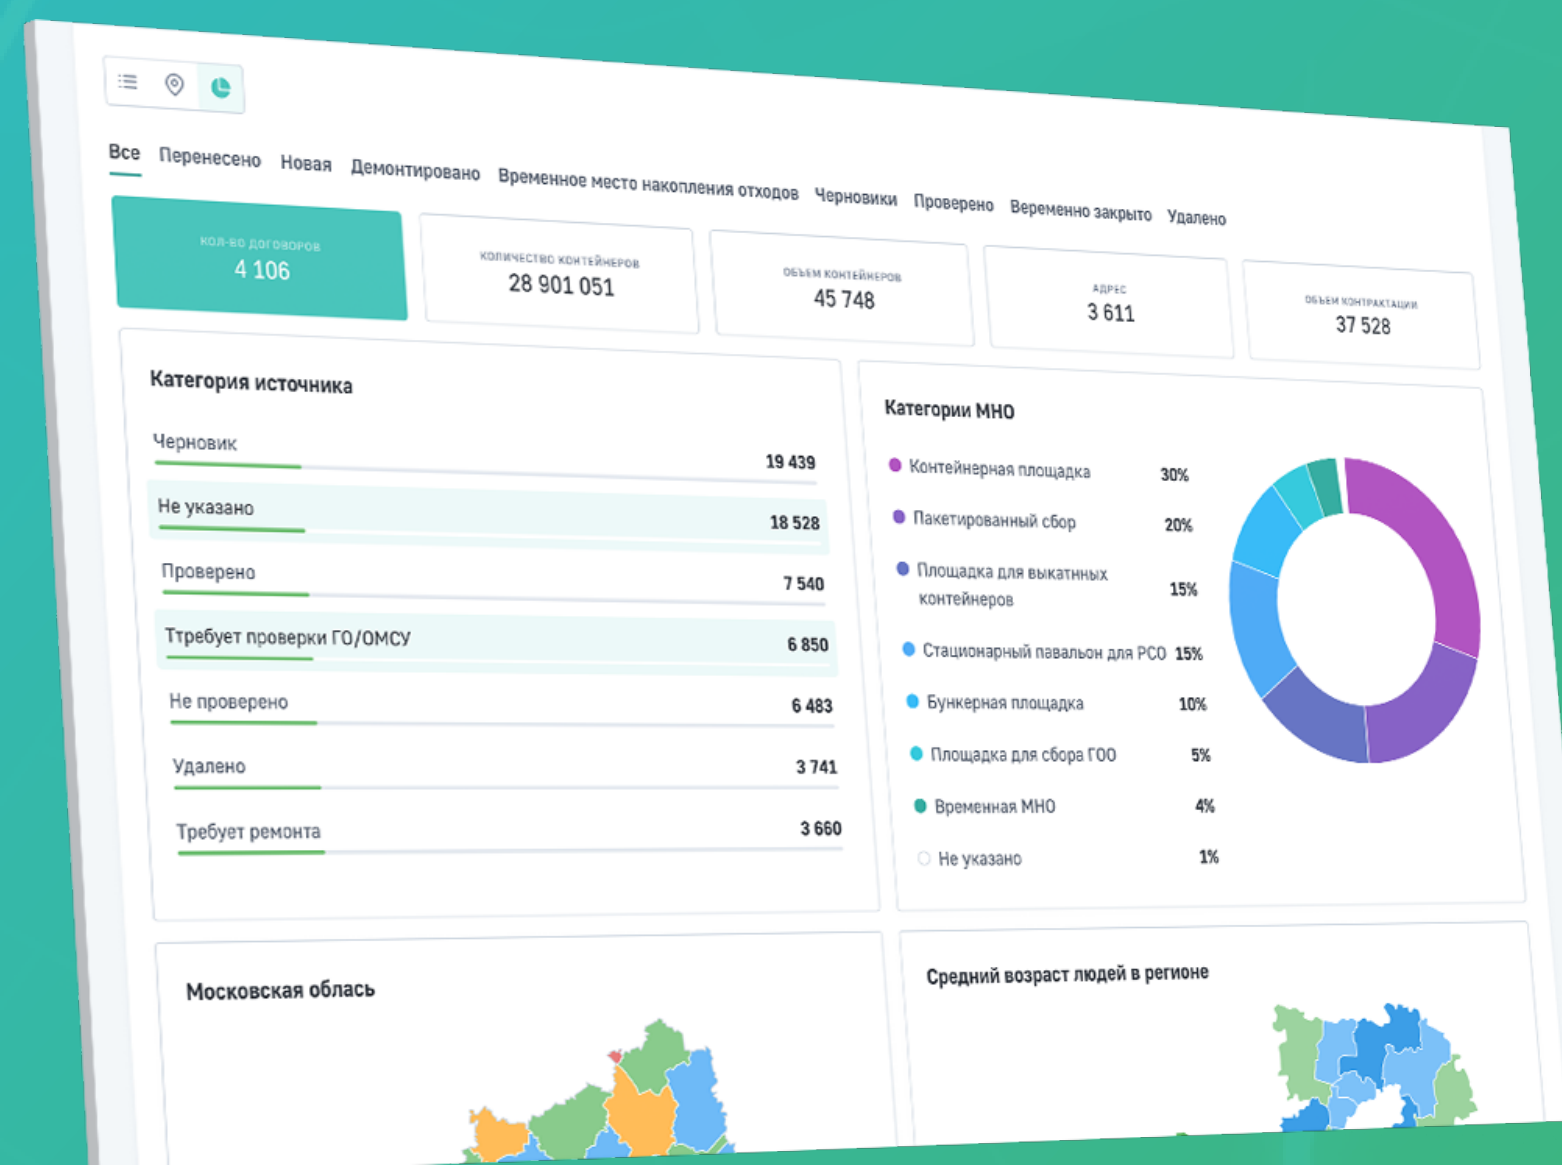 Все Перенесено Новая Демонтировано Временное место накопления отходов Черновики Проверено Веременно закрыто Удалено
КОЛ-ВО ДОГОВОРОВ
4 106
КОЛИЧЕСТВО КОНТЕЙНЕРОВ
28 901 051
ОБЪЕМ КОНТЕЙНЕРОВ
45 748
АДРЕС
3 611
ОБЪЕМ КОНТРАКТАЦИИ
37 528
Категория источника
Черновик 19 439
Не указано 18 528
Проверено 7 540
Ттребует проверки ГО/ОМСУ 6 850
Не проверено 6 483
Удалено 3 741
Требует ремонта 3 660
Категории МНО
Контейнерная площадка 30%
Пакетированный сбор 20%
Площадка для выкатнных
контейнеров 15%
Стационарный павальон для РСО 15%
Бункерная площадка 10%
Площадка для сбора ГОО 5%
Временная МНО 4%
Не указано 1%
Московская облась
Средний возраст людей в регионе